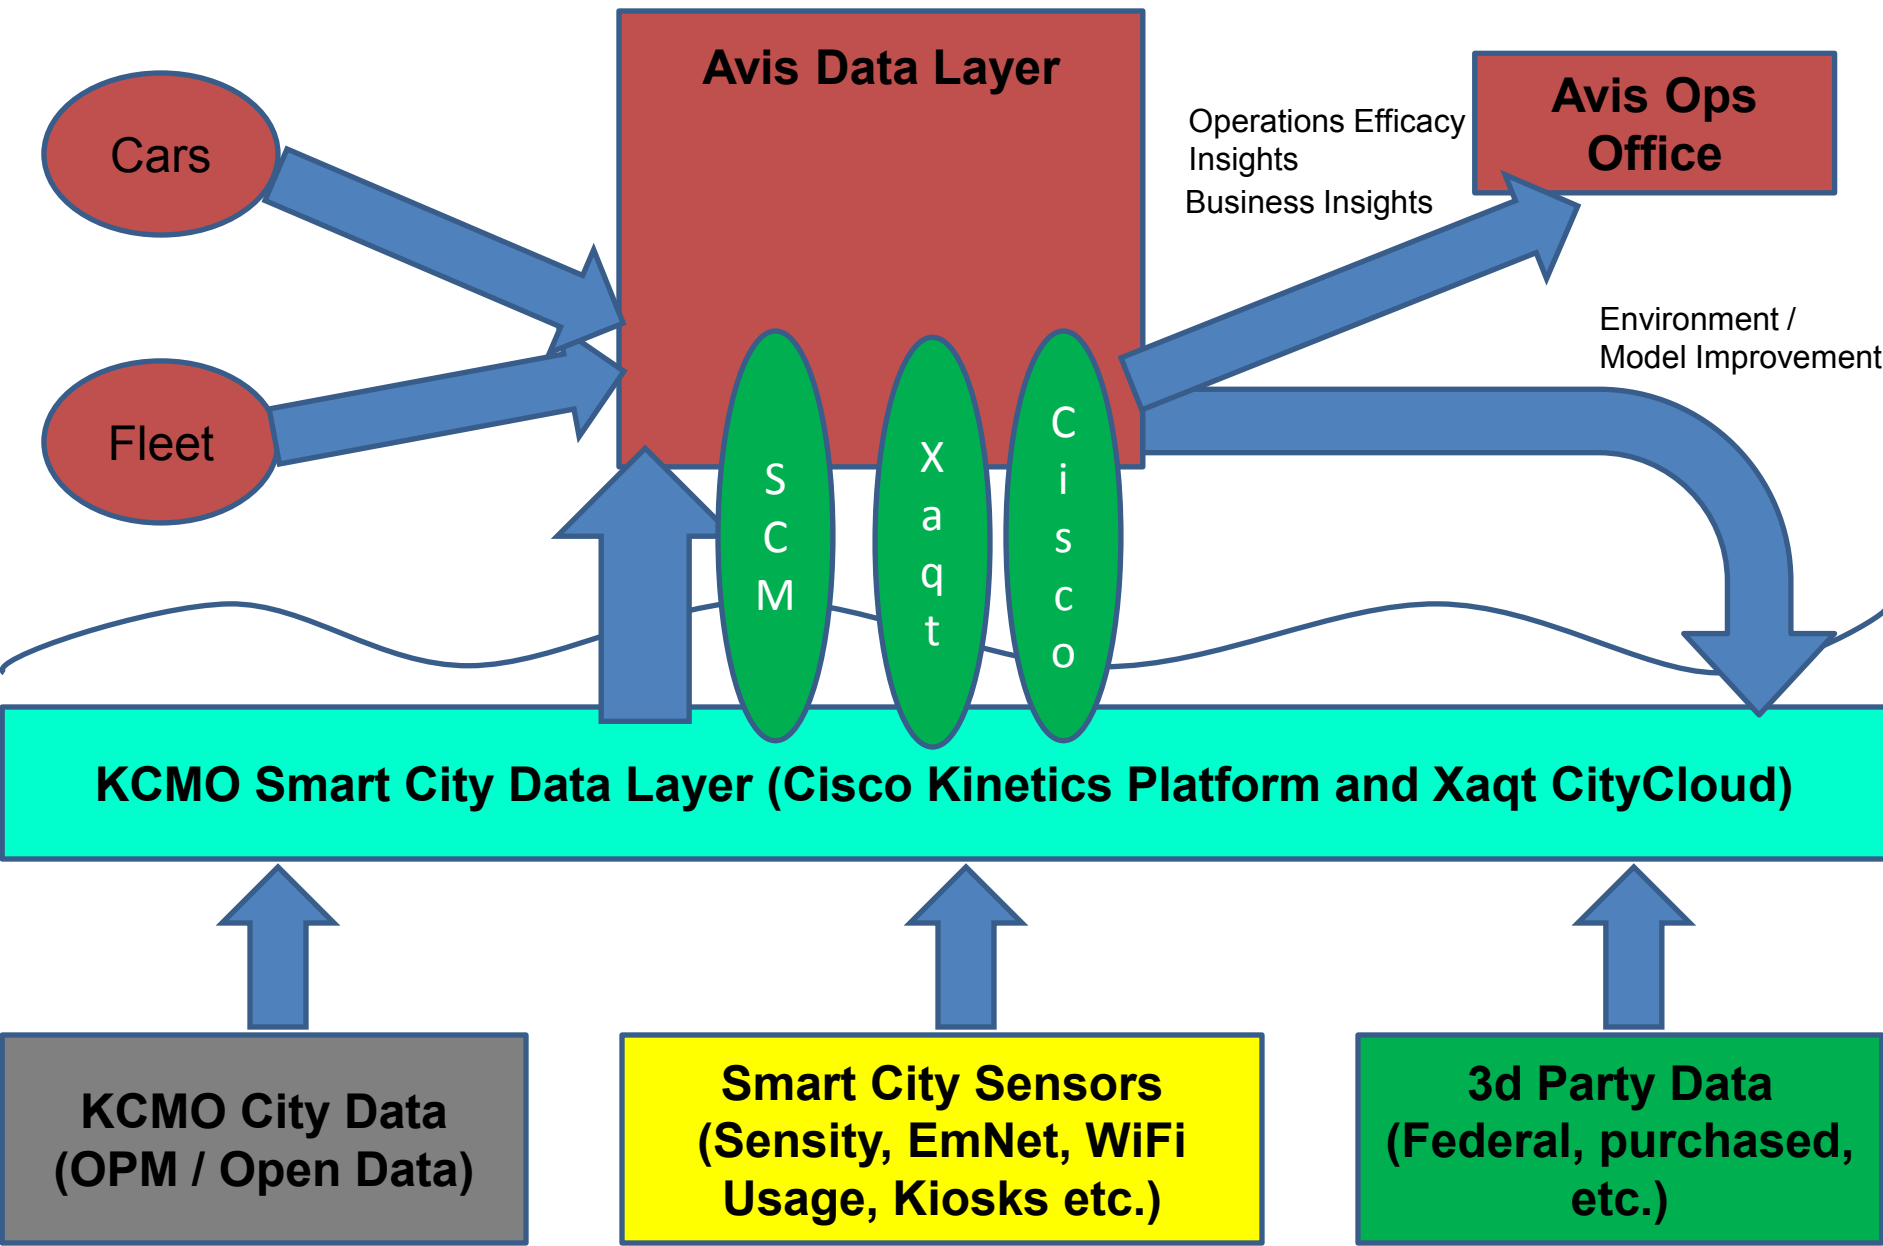 Avis Data Layer
Avis Ops
Office
Cars
Operations Efficacy
Insights
Business Insights
Environment /
Model Improvement
Fleet
S
C
M
X
a
q
t
C
i
s
c
o
KCMO Smart City Data Layer (Cisco Kinetics Platform and Xaqt CityCloud)
KCMO City Data
(OPM / Open Data)
Smart City Sensors
(Sensity, EmNet, WiFi
Usage, Kiosks etc.)
3d Party Data
(Federal, purchased,
etc.)